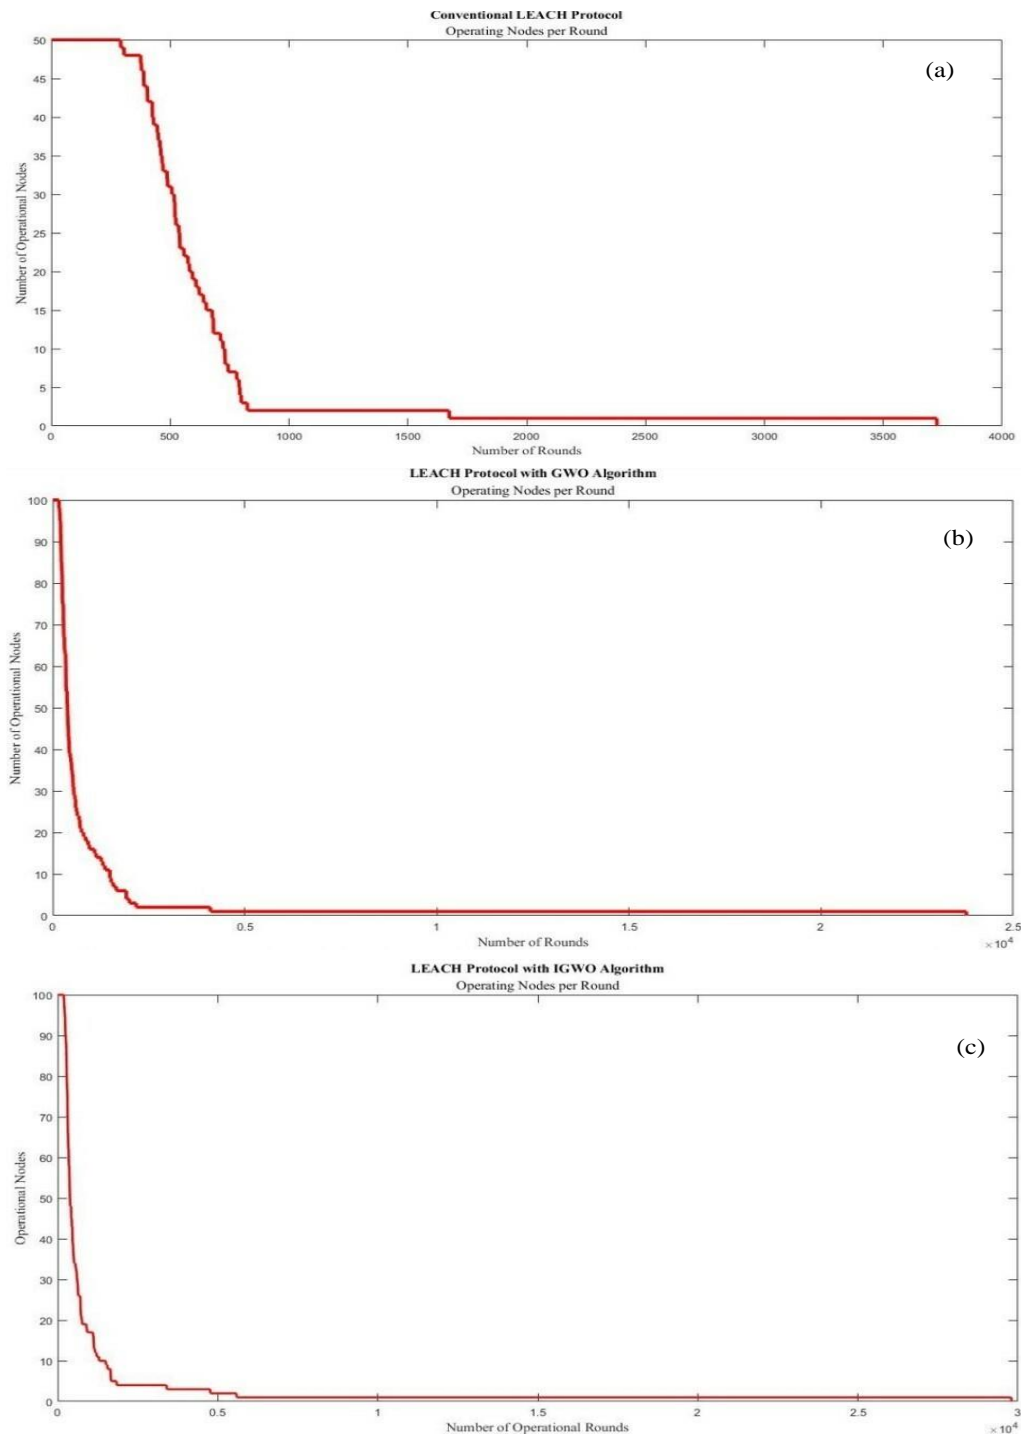 Conventional LEACH Protocol
Operating Nodes per Round
(a)
Number of Operational Nodes
50
45
40
35
30
25
20
15
10
5
0
0 500 1000 1500 2000 2500 3000 3500 4000
Number of Rounds
LEACH Protocol with GWO Algorithm
Operating Nodes per Round
(b)
Number of Operational Nodes
100
90
80
70
60
50
40
30
20
10
0
0 0.5 1 1.5 2 2.5
Number of Rounds
×10^4
LEACH Protocol with IGWO Algorithm
Operating Nodes per Round
(c)
Operational Nodes
100
90
80
70
60
50
40
30
20
10
0
0 0.5 1 1.5 2 2.5 3
Number of Operational Rounds
×10^4